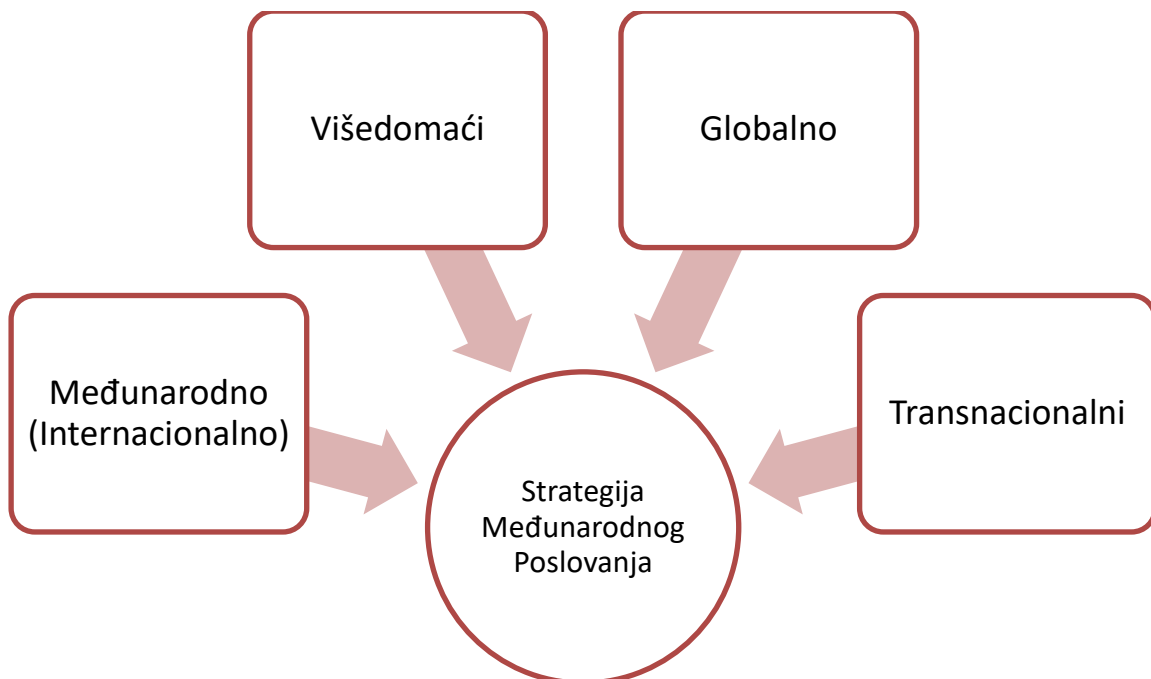 Višedomaći
Globalno
Međunarodno
(Internacionalno)
Transnacionalni
Strategija
Međunarodnog
Poslovanja